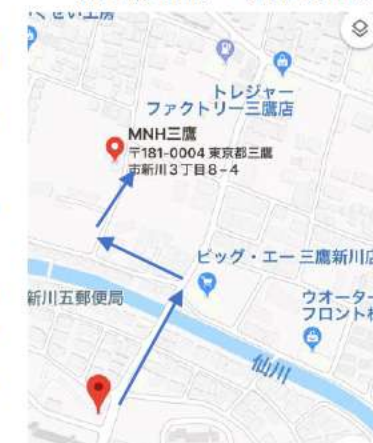 トレジャー
ファクトリー三鷹店
MNH三鷹
〒181-0004 東京都三鷹
市新川３丁目８−４
ビッグ・エー 三鷹新川店
新川五郵便局
ウオーター
フロント
仙川